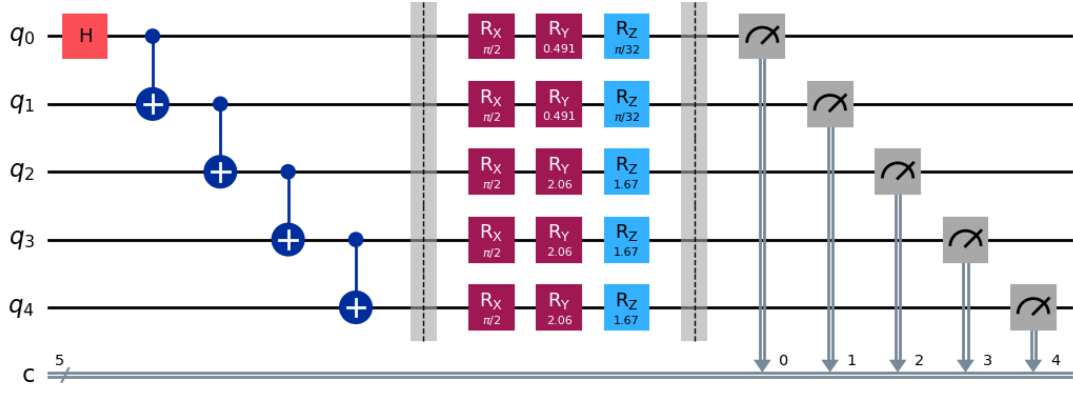 q0 H RX π/2 RY 0.491 RZ π/32
q1 RX π/2 RY 0.491 RZ π/32
q2 RX π/2 RY 2.06 RZ 1.67
q3 RX π/2 RY 2.06 RZ 1.67
q4 RX π/2 RY 2.06 RZ 1.67
c 5 0 1 2 3 4